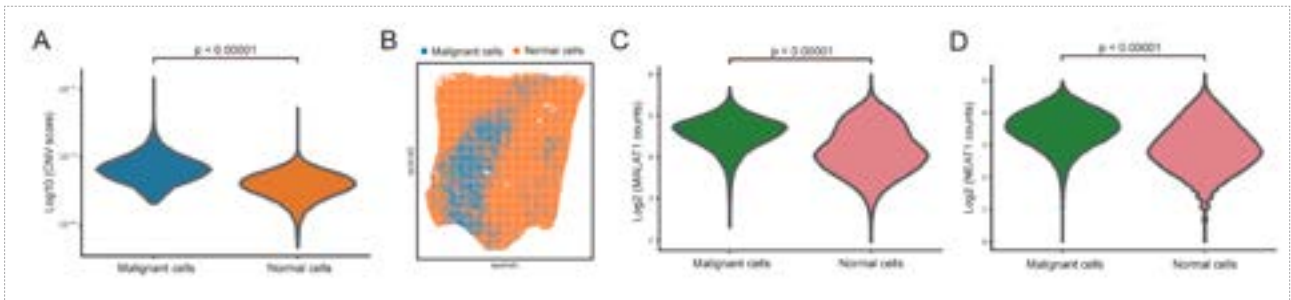 A
p < 0.00001
Log10 (CNV score)
Malignant cells
Normal cells
B
Malignant cells
Normal cells
C
p < 0.00001
Log2 (MALAT1 counts)
Malignant cells
Normal cells
D
p < 0.00001
Log2 (NEAT1 counts)
Malignant cells
Normal cells